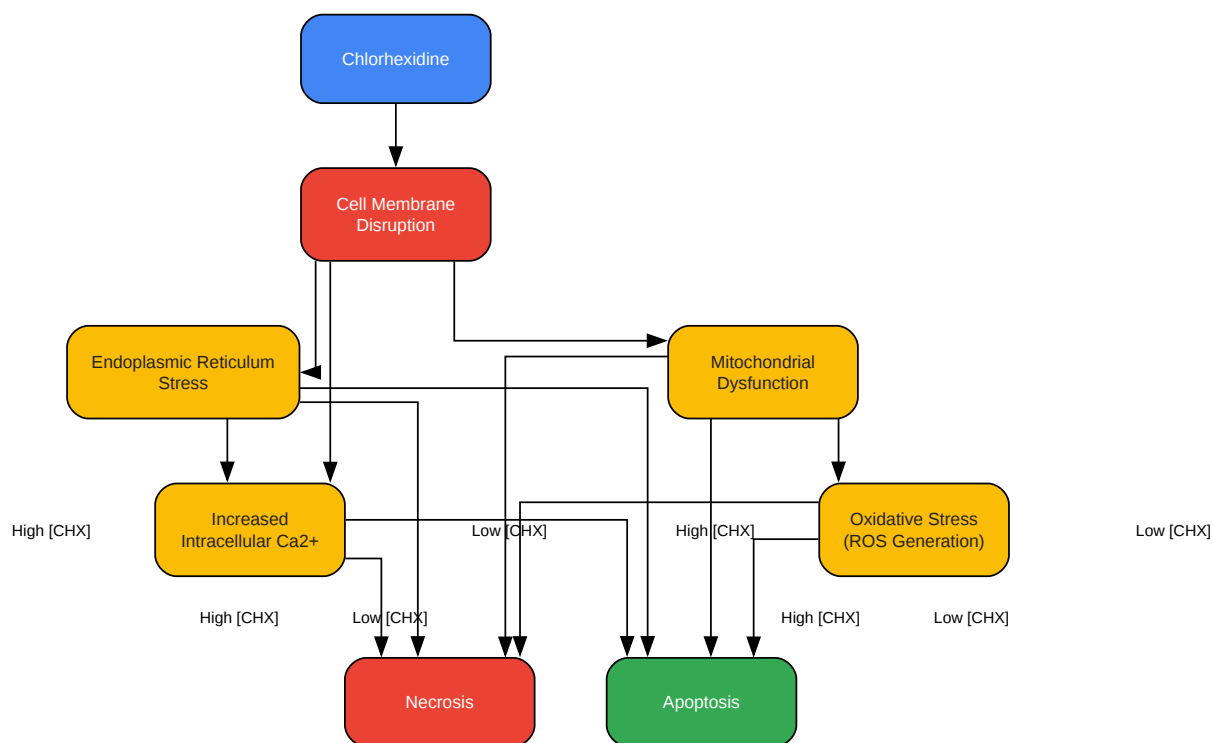 Chlorhexidine
Cell Membrane
Disruption
Endoplasmic Reticulum
Stress
Mitochondrial
Dysfunction
Increased
Intracellular Ca2+
Oxidative Stress
(ROS Generation)
High [CHX]
Low [CHX]
High [CHX]
Low [CHX]
High [CHX]
Low [CHX]
High [CHX]
Low [CHX]
Necrosis
Apoptosis